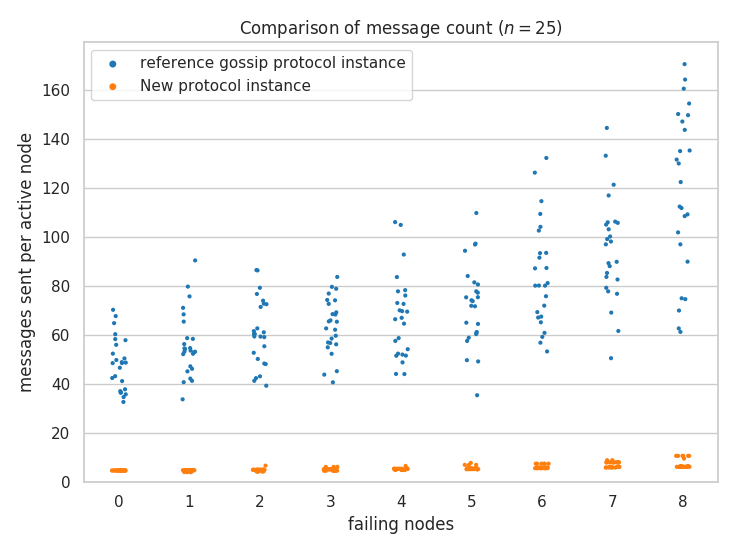 Comparison of message count (n = 25)
reference gossip protocol instance
New protocol instance
messages sent per active node
160
140
120
100
80
60
40
20
0
0 1 2 3 4 5 6 7 8
failing nodes